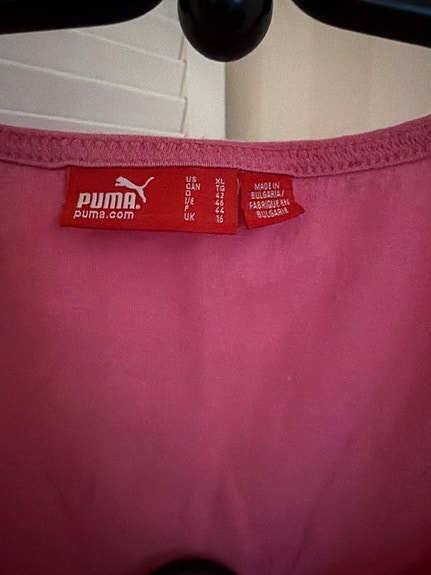 PUMA®
puma.com
US XL
CAN TG
D 42
I/E 46
F 44
UK 16
MADE IN
BULGARIA/
FABRIQUE EN
BULGARIE